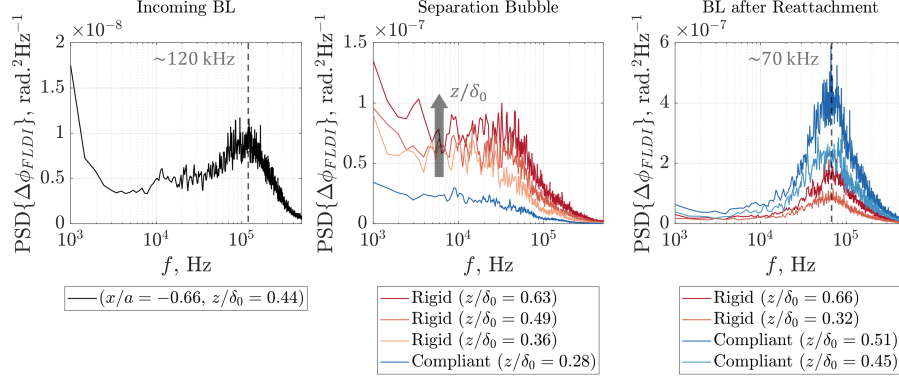 Incoming BL
×10⁻⁸
2
1.5
1
0.5
0
PSD{Δϕ_FLDI}, rad.²Hz⁻¹
~120 kHz
10³
10⁴
10⁵
f, Hz
(x/a = −0.66, z/δ₀ = 0.44)
Separation Bubble
×10⁻⁷
1.5
1
0.5
0
PSD{Δϕ_FLDI}, rad.²Hz⁻¹
z/δ₀
10³
10⁴
10⁵
f, Hz
Rigid (z/δ₀ = 0.63)
Rigid (z/δ₀ = 0.49)
Rigid (z/δ₀ = 0.36)
Compliant (z/δ₀ = 0.28)
BL after Reattachment
×10⁻⁷
6
4
2
0
PSD{Δϕ_FLDI}, rad.²Hz⁻¹
~70 kHz
10³
10⁴
10⁵
f, Hz
Rigid (z/δ₀ = 0.66)
Rigid (z/δ₀ = 0.32)
Compliant (z/δ₀ = 0.51)
Compliant (z/δ₀ = 0.45)